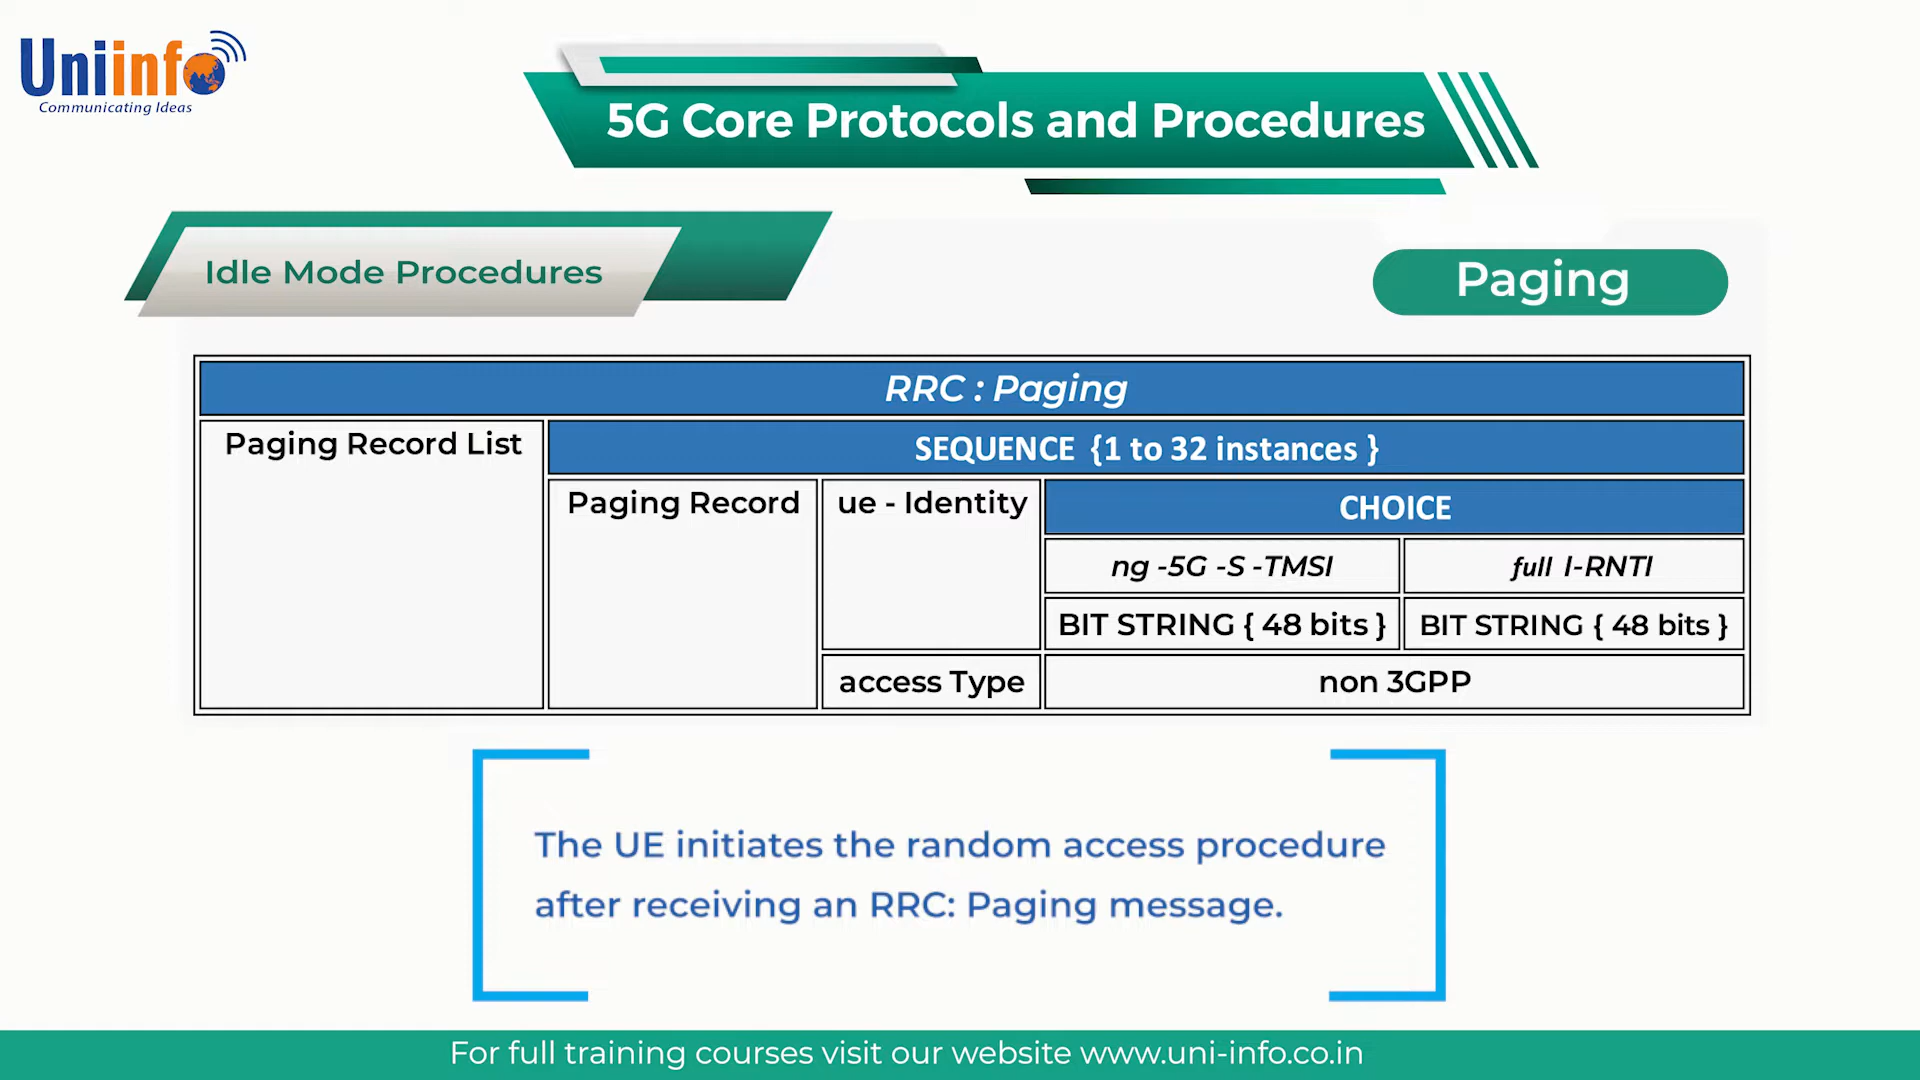 Uniinfo
Communicating Ideas
5G Core Protocols and Procedures
Idle Mode Procedures
Paging
RRC : Paging
Paging Record List
SEQUENCE {1 to 32 instances }
Paging Record
ue - Identity
CHOICE
ng -5G -S -TMSI
full I-RNTI
BIT STRING { 48 bits }
BIT STRING { 48 bits }
access Type
non 3GPP
The UE initiates the random access procedure
after receiving an RRC: Paging message.
For full training courses visit our website www.uni-info.co.in